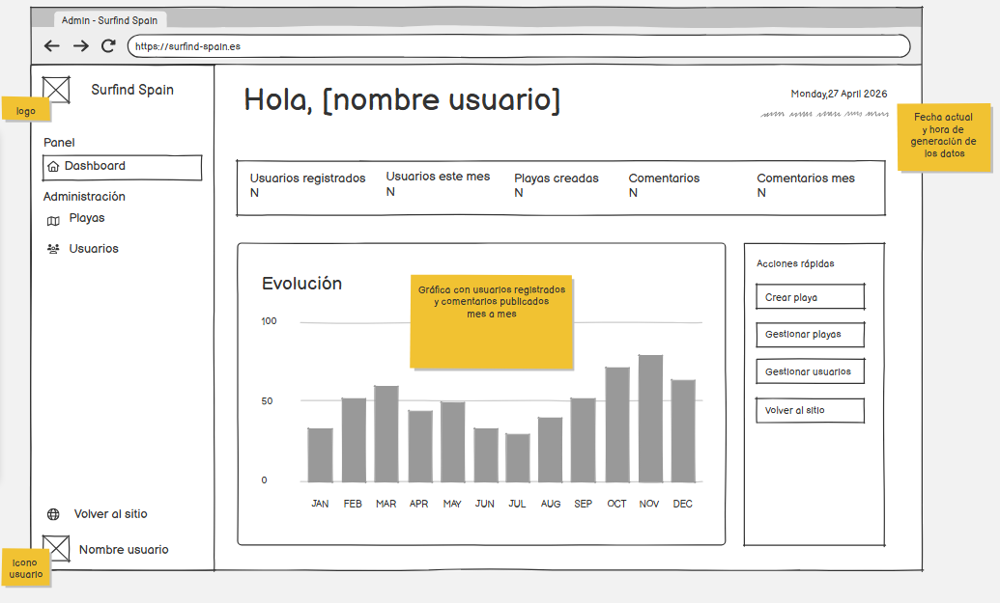 Admin - Surfind Spain
https://surfind-spain.es
Surfind Spain
logo
Panel
Dashboard
Administración
Playas
Usuarios
Volver al sitio
Nombre usuario
Icono
usuario
Hola, [nombre usuario]
Monday,27 April 2026
Fecha actual
y hora de
generación de
los datos
Usuarios registrados
N
Usuarios este mes
N
Playas creadas
N
Comentarios
N
Comentarios mes
N
Evolución
Gráfica con usuarios registrados
y comentarios publicados
mes a mes
100
50
0
JAN FEB MAR APR MAY JUN JUL AUG SEP OCT NOV DEC
Acciones rápidas
Crear playa
Gestionar playas
Gestionar usuarios
Volver al sitio